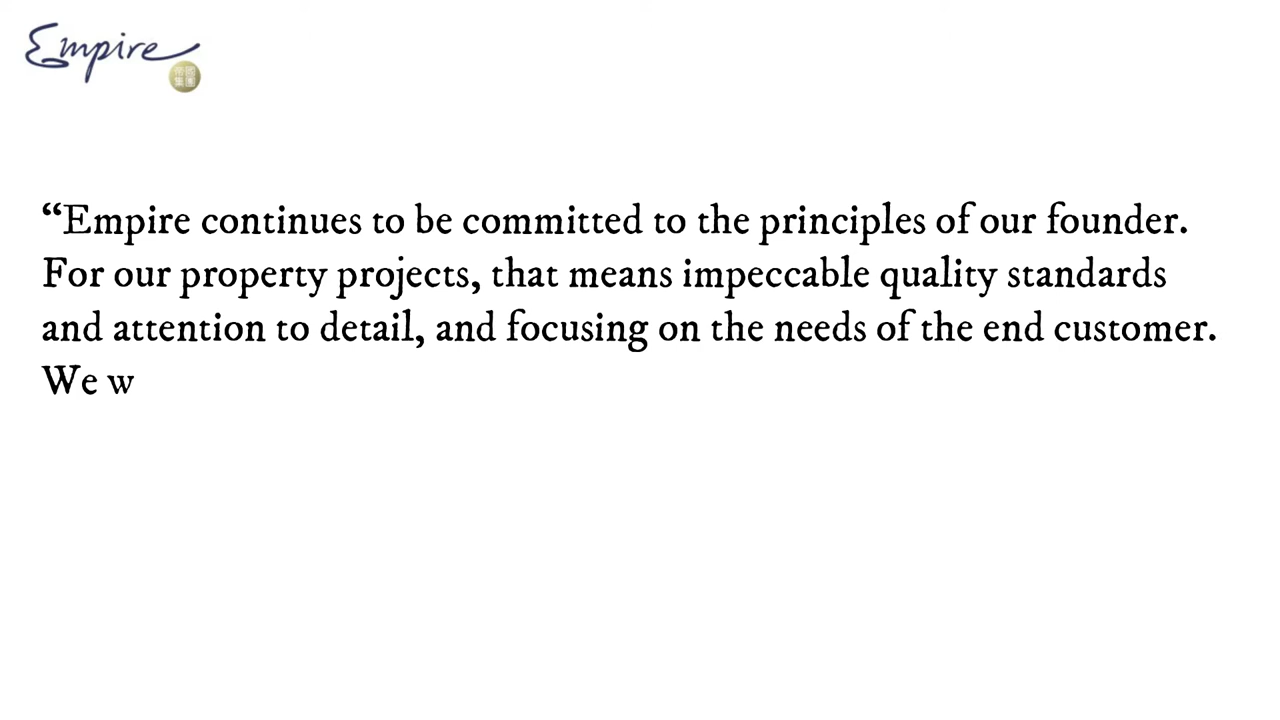 Empire
“Empire continues to be committed to the principles of our founder.
For our property projects, that means impeccable quality standards
and attention to detail, and focusing on the needs of the end customer.
We w